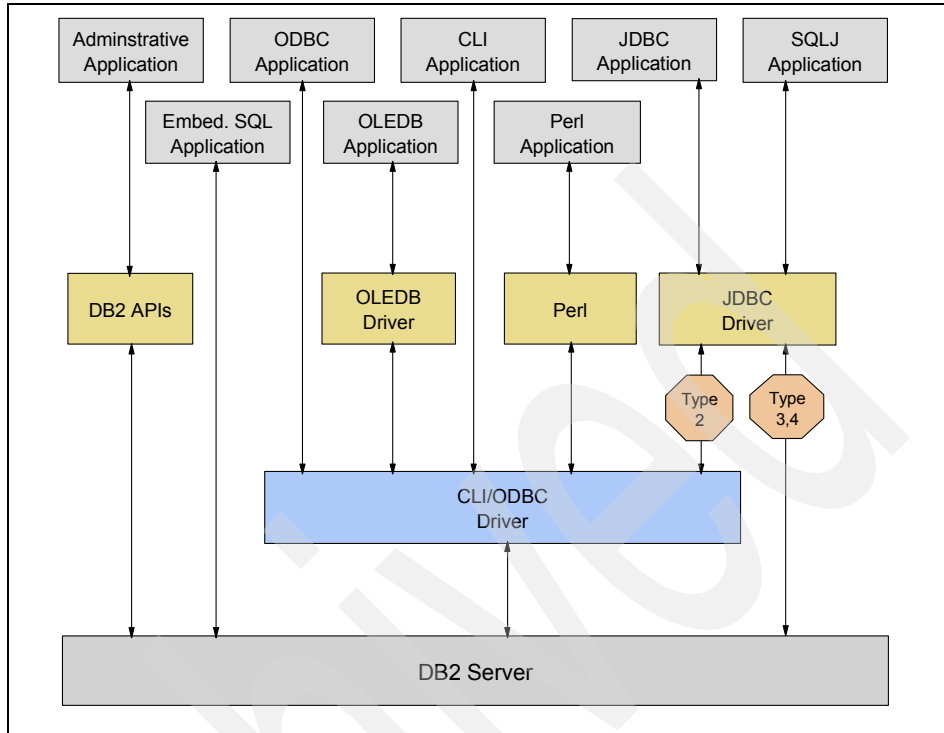 Adminstrative
Application
ODBC
Application
CLI
Application
JDBC
Application
SQLJ
Application
Embed. SQL
Application
OLEDB
Application
Perl
Application
DB2 APIs
OLEDB
Driver
Perl
JDBC
Driver
Type
2
Type
3,4
CLI/ODBC
Driver
DB2 Server
hived